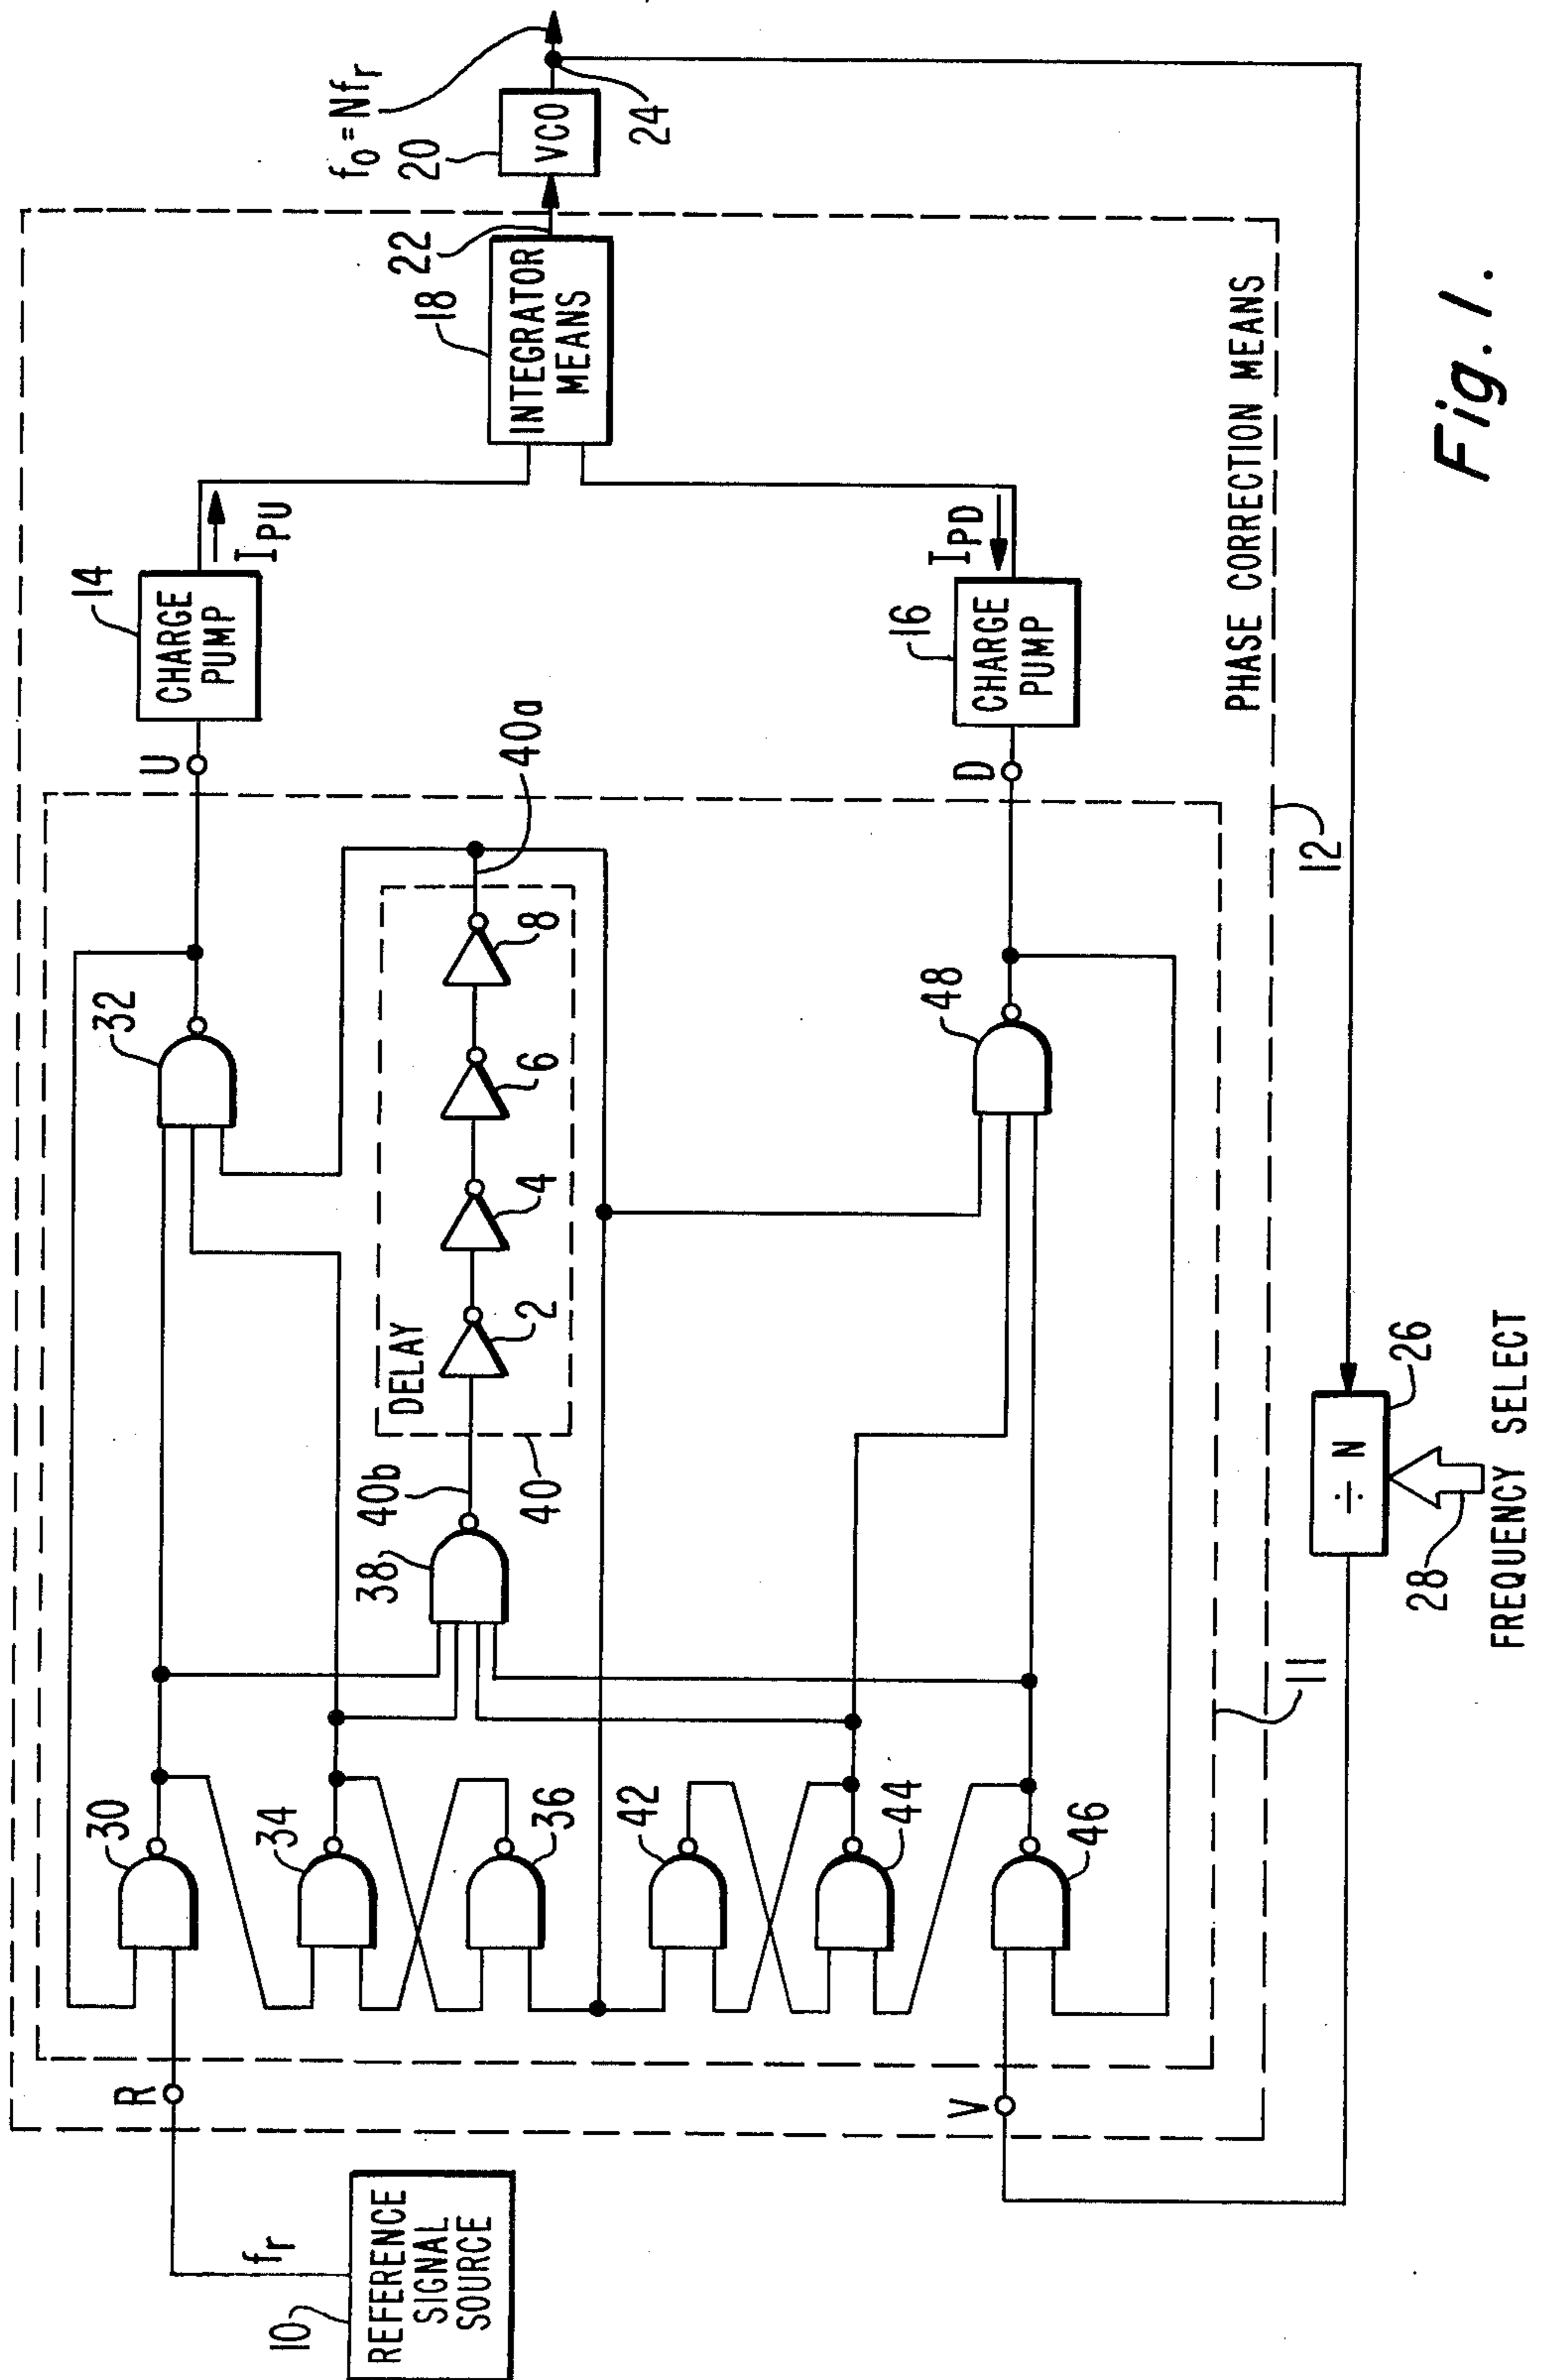 10
REFERENCE
SIGNAL
SOURCE
fr
R
V
30
34
36
42
44
46
38
40b
40
DELAY
2
4
6
8
40a
32
48
U
D
11
12
14
CHARGE
PUMP
IPU
16
CHARGE
PUMP
IPD
18
INTEGRATOR
MEANS
22
PHASE CORRECTION MEANS
20
VCO
fo = Nfr
24
÷ N
26
28
FREQUENCY SELECT
Fig. 1.